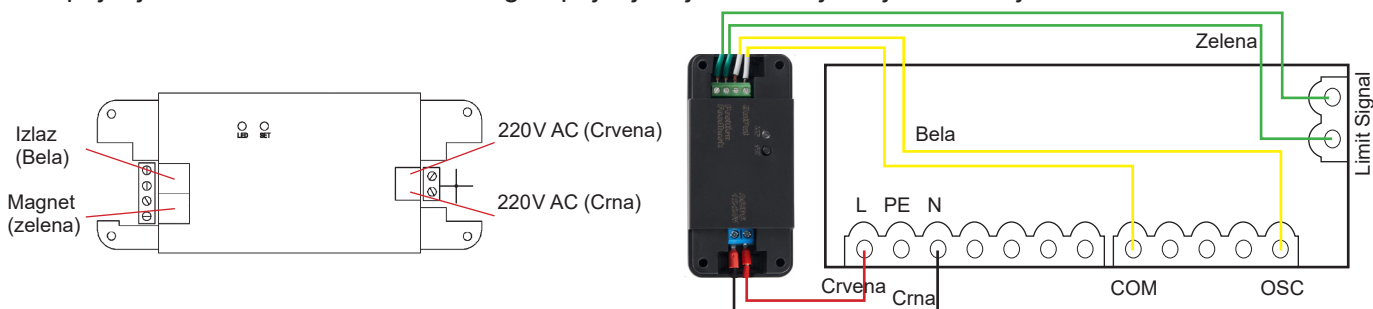 Izlaz
(Bela)
Magnet
(zelena)
LED SET
220V AC (Crvena)
220V AC (Crna)
Zelena
Bela
Limit Signal
L PE N
Crvena
Crna
COM
OSC